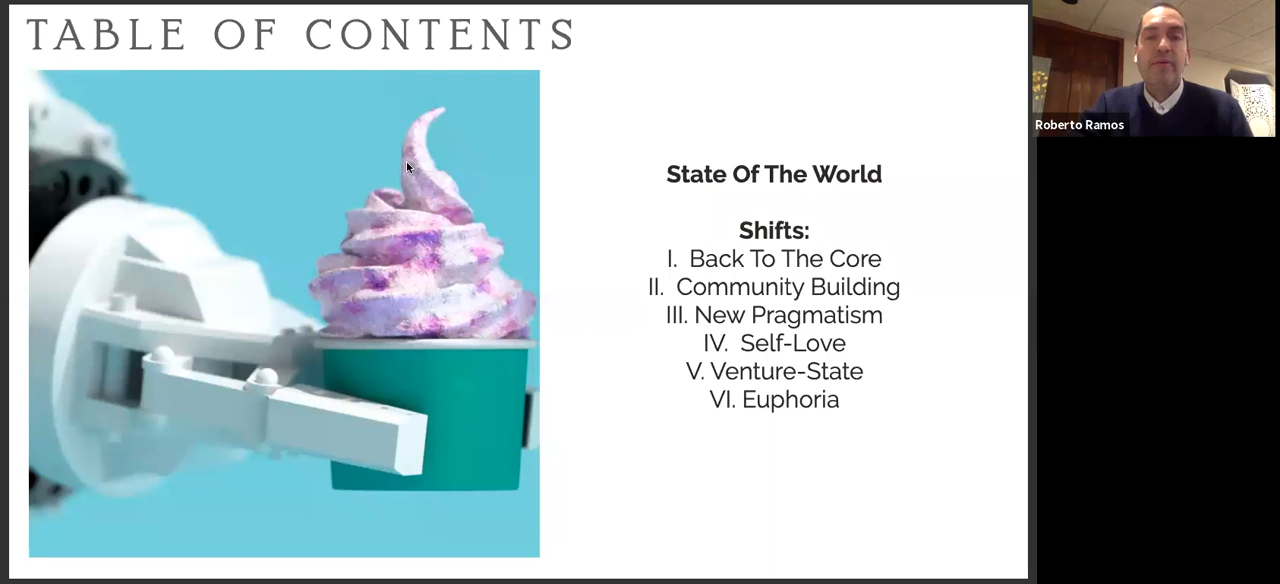 TABLE OF CONTENTS
State Of The World
Shifts:
I. Back To The Core
II. Community Building
III. New Pragmatism
IV. Self-Love
V. Venture-State
VI. Euphoria
Roberto Ramos